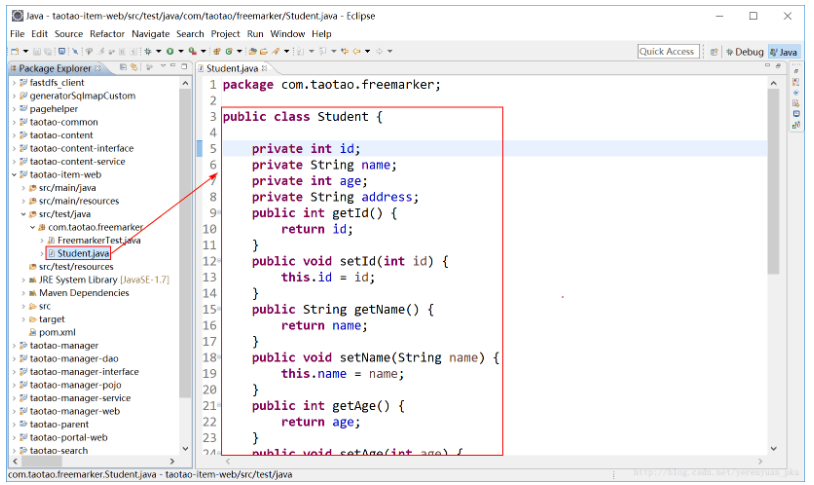 Java - taotao-item-web/src/test/java/com/taotao/freemarker/Student.java - Eclipse
File Edit Source Refactor Navigate Search Project Run Window Help
Quick Access
Debug
Java
Package Explorer
fastdfs_client
generatorSqlmapCustom
pagehelper
taotao-common
taotao-content
taotao-content-interface
taotao-content-service
taotao-item-web
src/main/java
src/main/resources
src/test/java
com.taotao.freemarker
FreemarkerTest.java
Student.java
src/test/resources
JRE System Library [JavaSE-1.7]
Maven Dependencies
src
target
pom.xml
taotao-manager
taotao-manager-dao
taotao-manager-interface
taotao-manager-pojo
taotao-manager-service
taotao-manager-web
taotao-parent
taotao-portal-web
taotao-search
Student.java
1 package com.taotao.freemarker;
2
3 public class Student {
4
5 private int id;
6 private String name;
7 private int age;
8 private String address;
9 public int getId() {
10 return id;
11 }
12 public void setId(int id) {
13 this.id = id;
14 }
15 public String getName() {
16 return name;
17 }
18 public void setName(String name) {
19 this.name = name;
20 }
21 public int getAge() {
22 return age;
23 }
24 public void setAge(int age) {
com.taotao.freemarker.Student.java - taotao-item-web/src/test/java